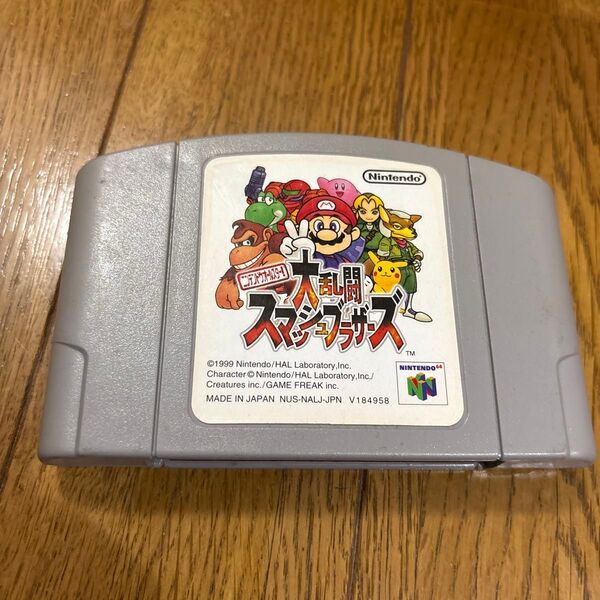 Nintendo
ニンテンドウオールスター!
大乱闘
スマッシュブラザーズ
TM
©1999 Nintendo/HAL Laboratory,Inc.
Character©Nintendo/HAL Laboratory,Inc./
Creatures inc./GAME FREAK inc.
MADE IN JAPAN NUS-NALJ-JPN V184958
NINTENDO64